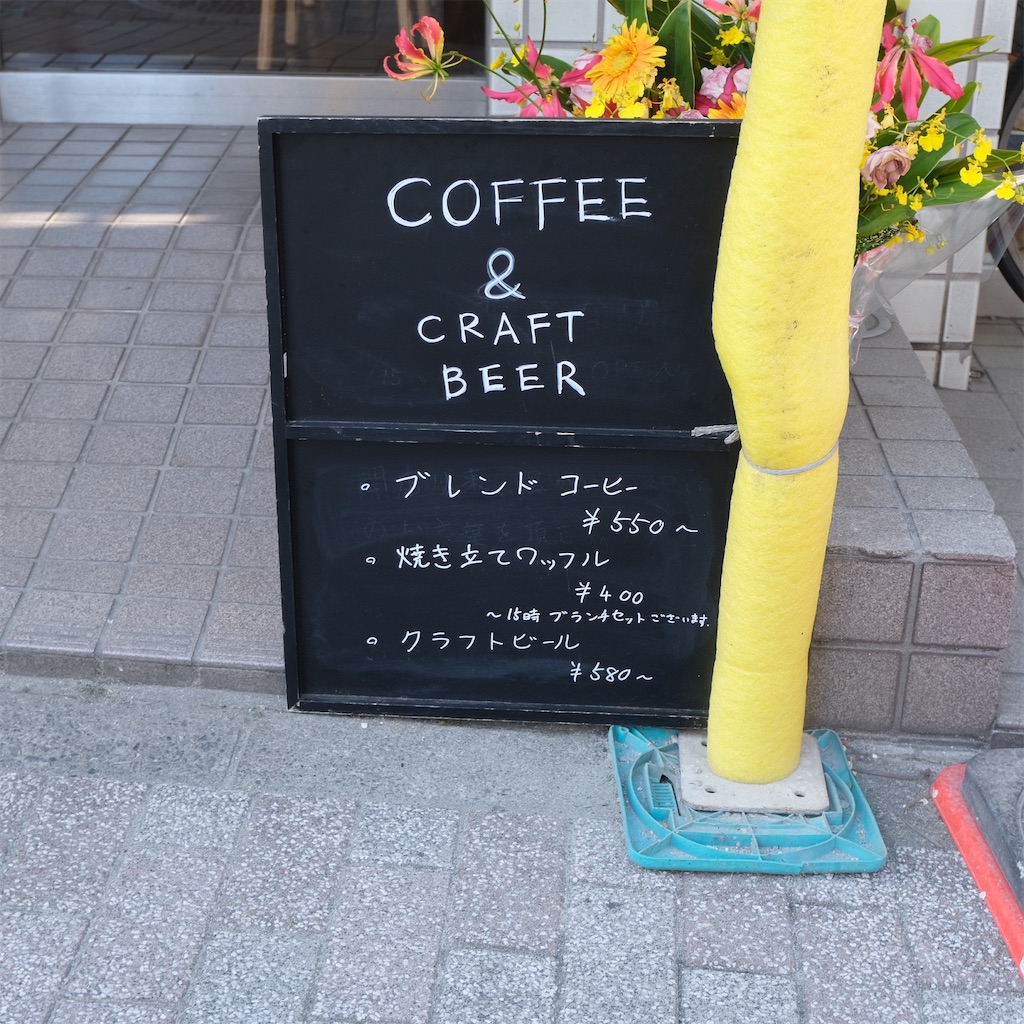 COFFEE
&
CRAFT
BEER
。ブレンド コーヒー
¥550~
。焼き立てワッフル
¥400
~15時 ブランチセットございます。
。クラフトビール
¥580~